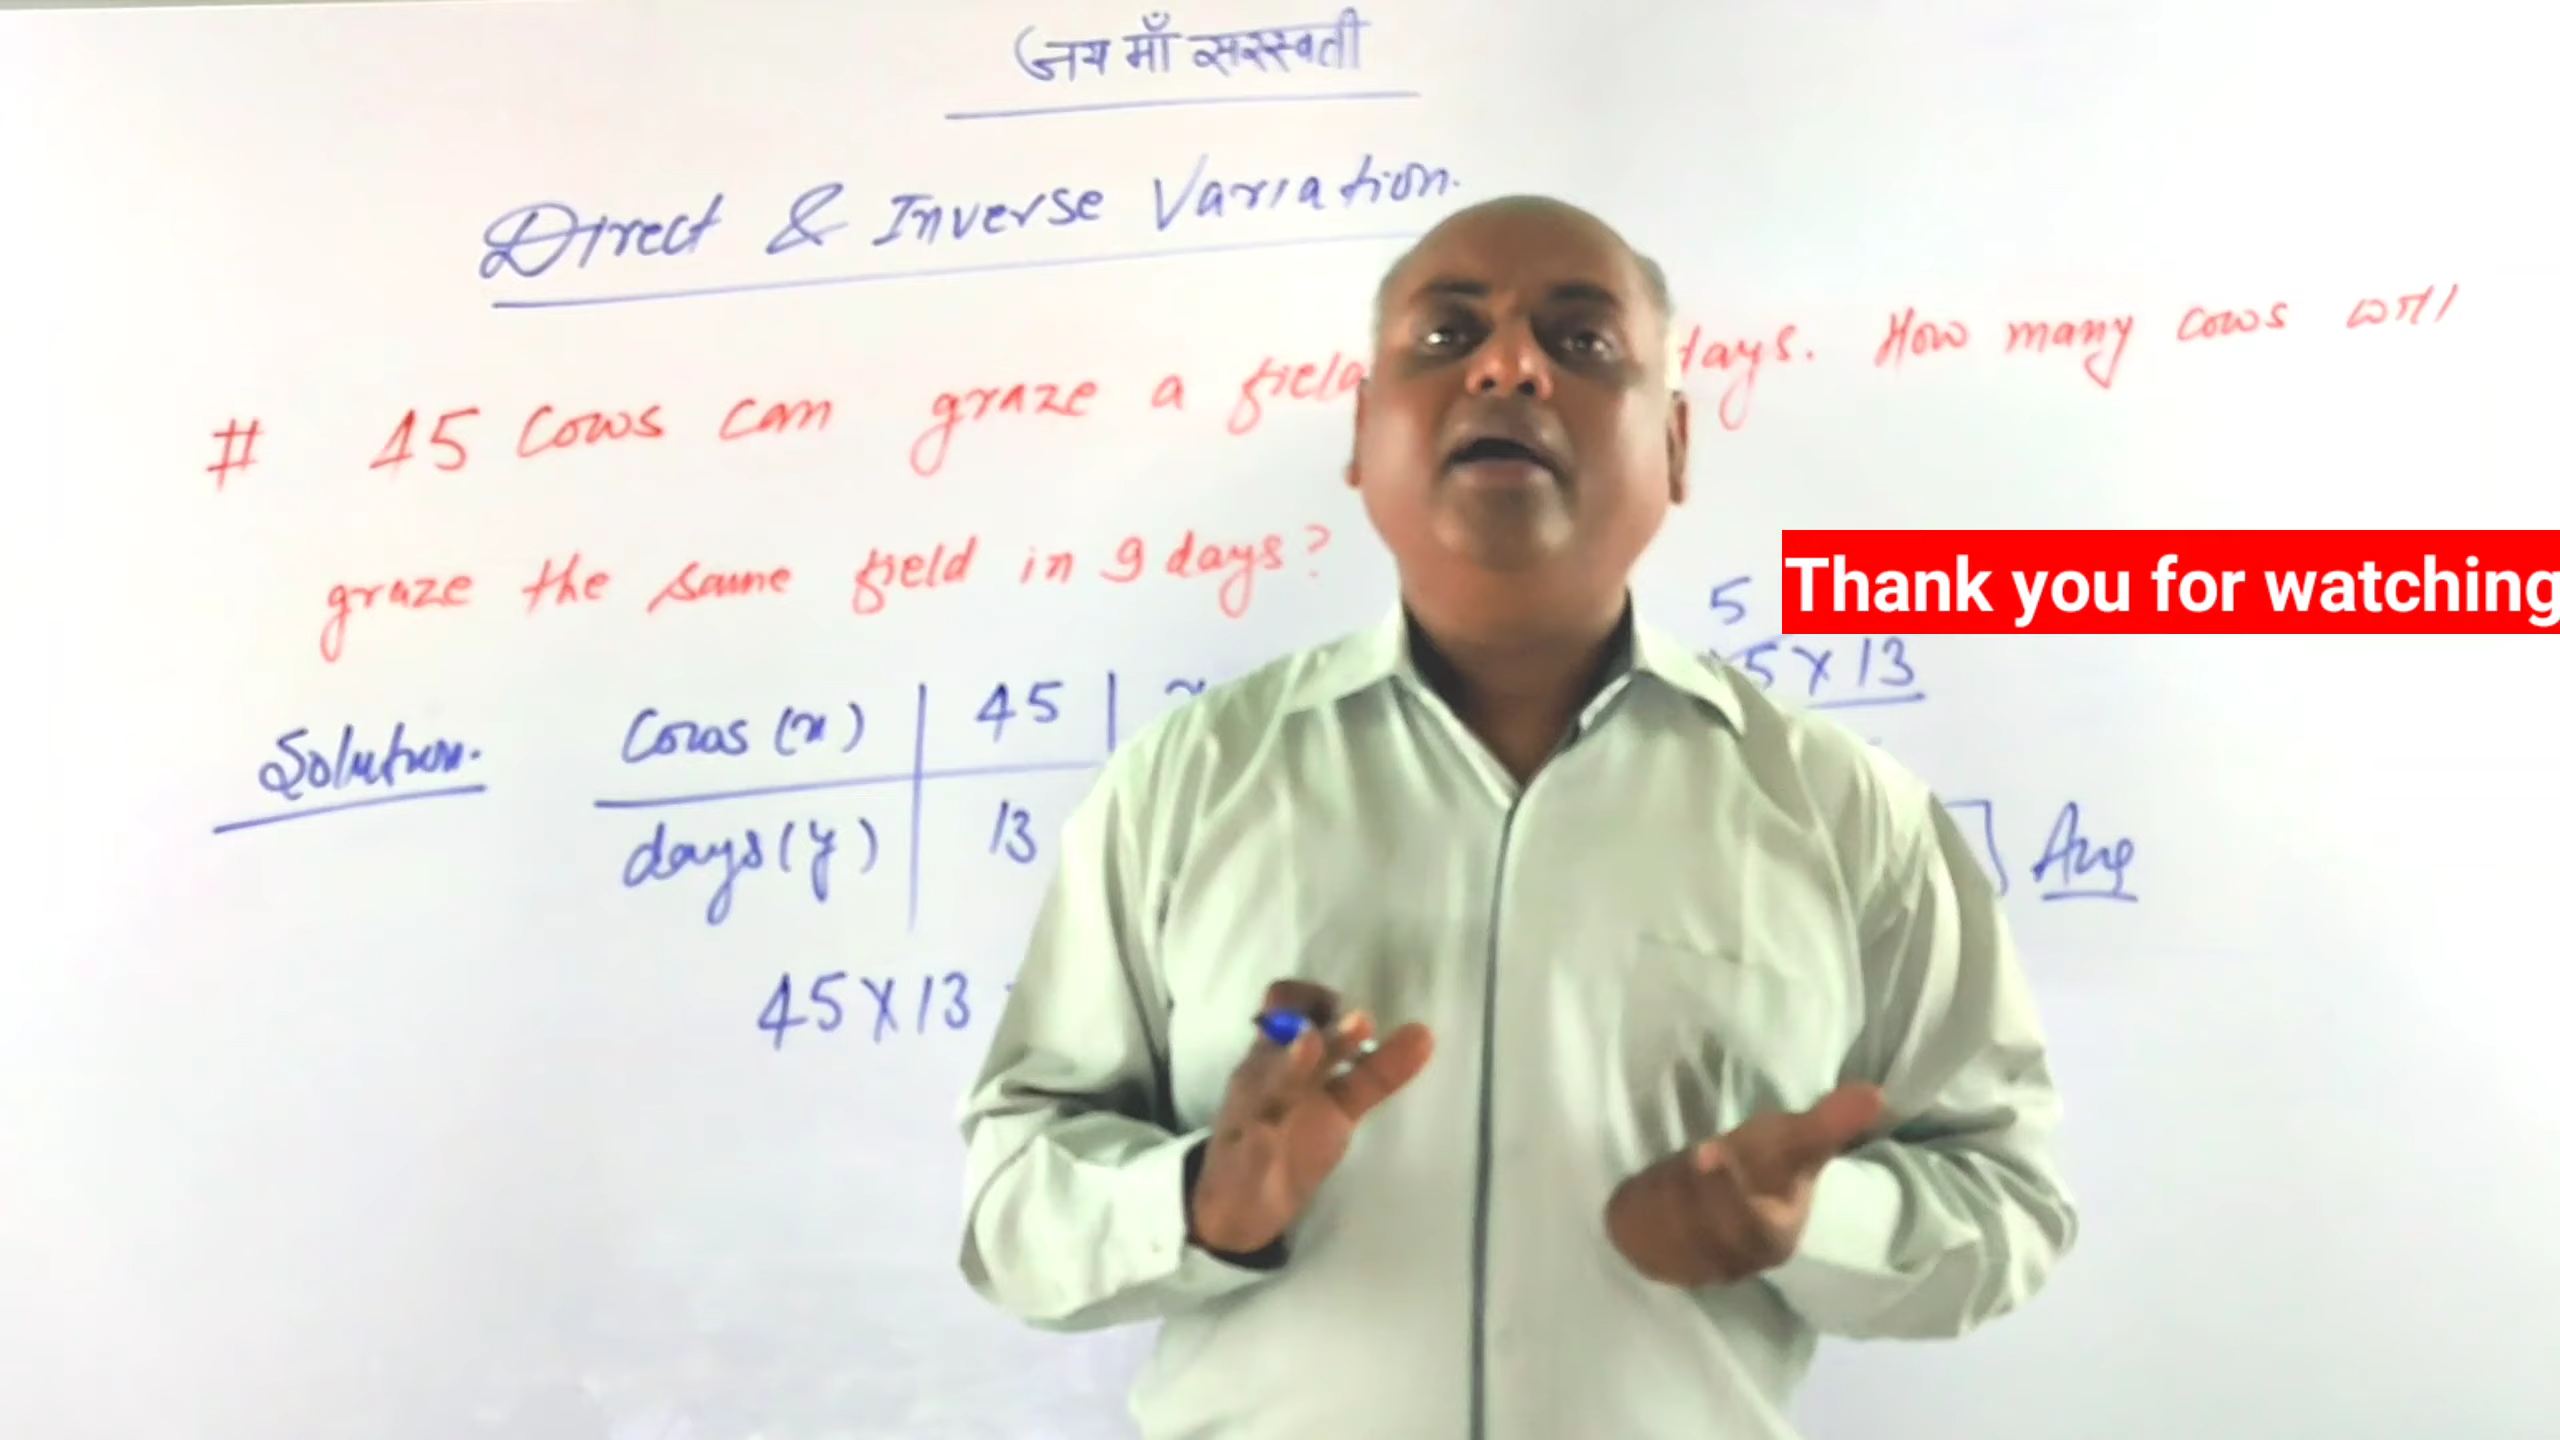 जय माँ सरस्वती
Direct & Inverse Variation.
# 45 Cows can graze a field days. How many cows will
graze the same field in 9 days?
Thank you for watching
5
45 X 13
Solution. Cows (x) 45
days (y) 13
Ans
45 X 13